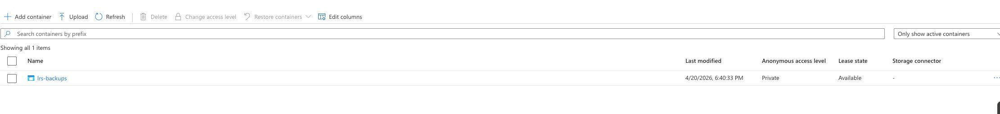 Add container Upload Refresh Delete Change access level Restore containers Edit columns
Search containers by prefix Only show active containers
Showing all 1 items
Name Last modified Anonymous access level Lease state Storage connector
lrs-backups 4/20/2026, 6:40:33 PM Private Available - ...